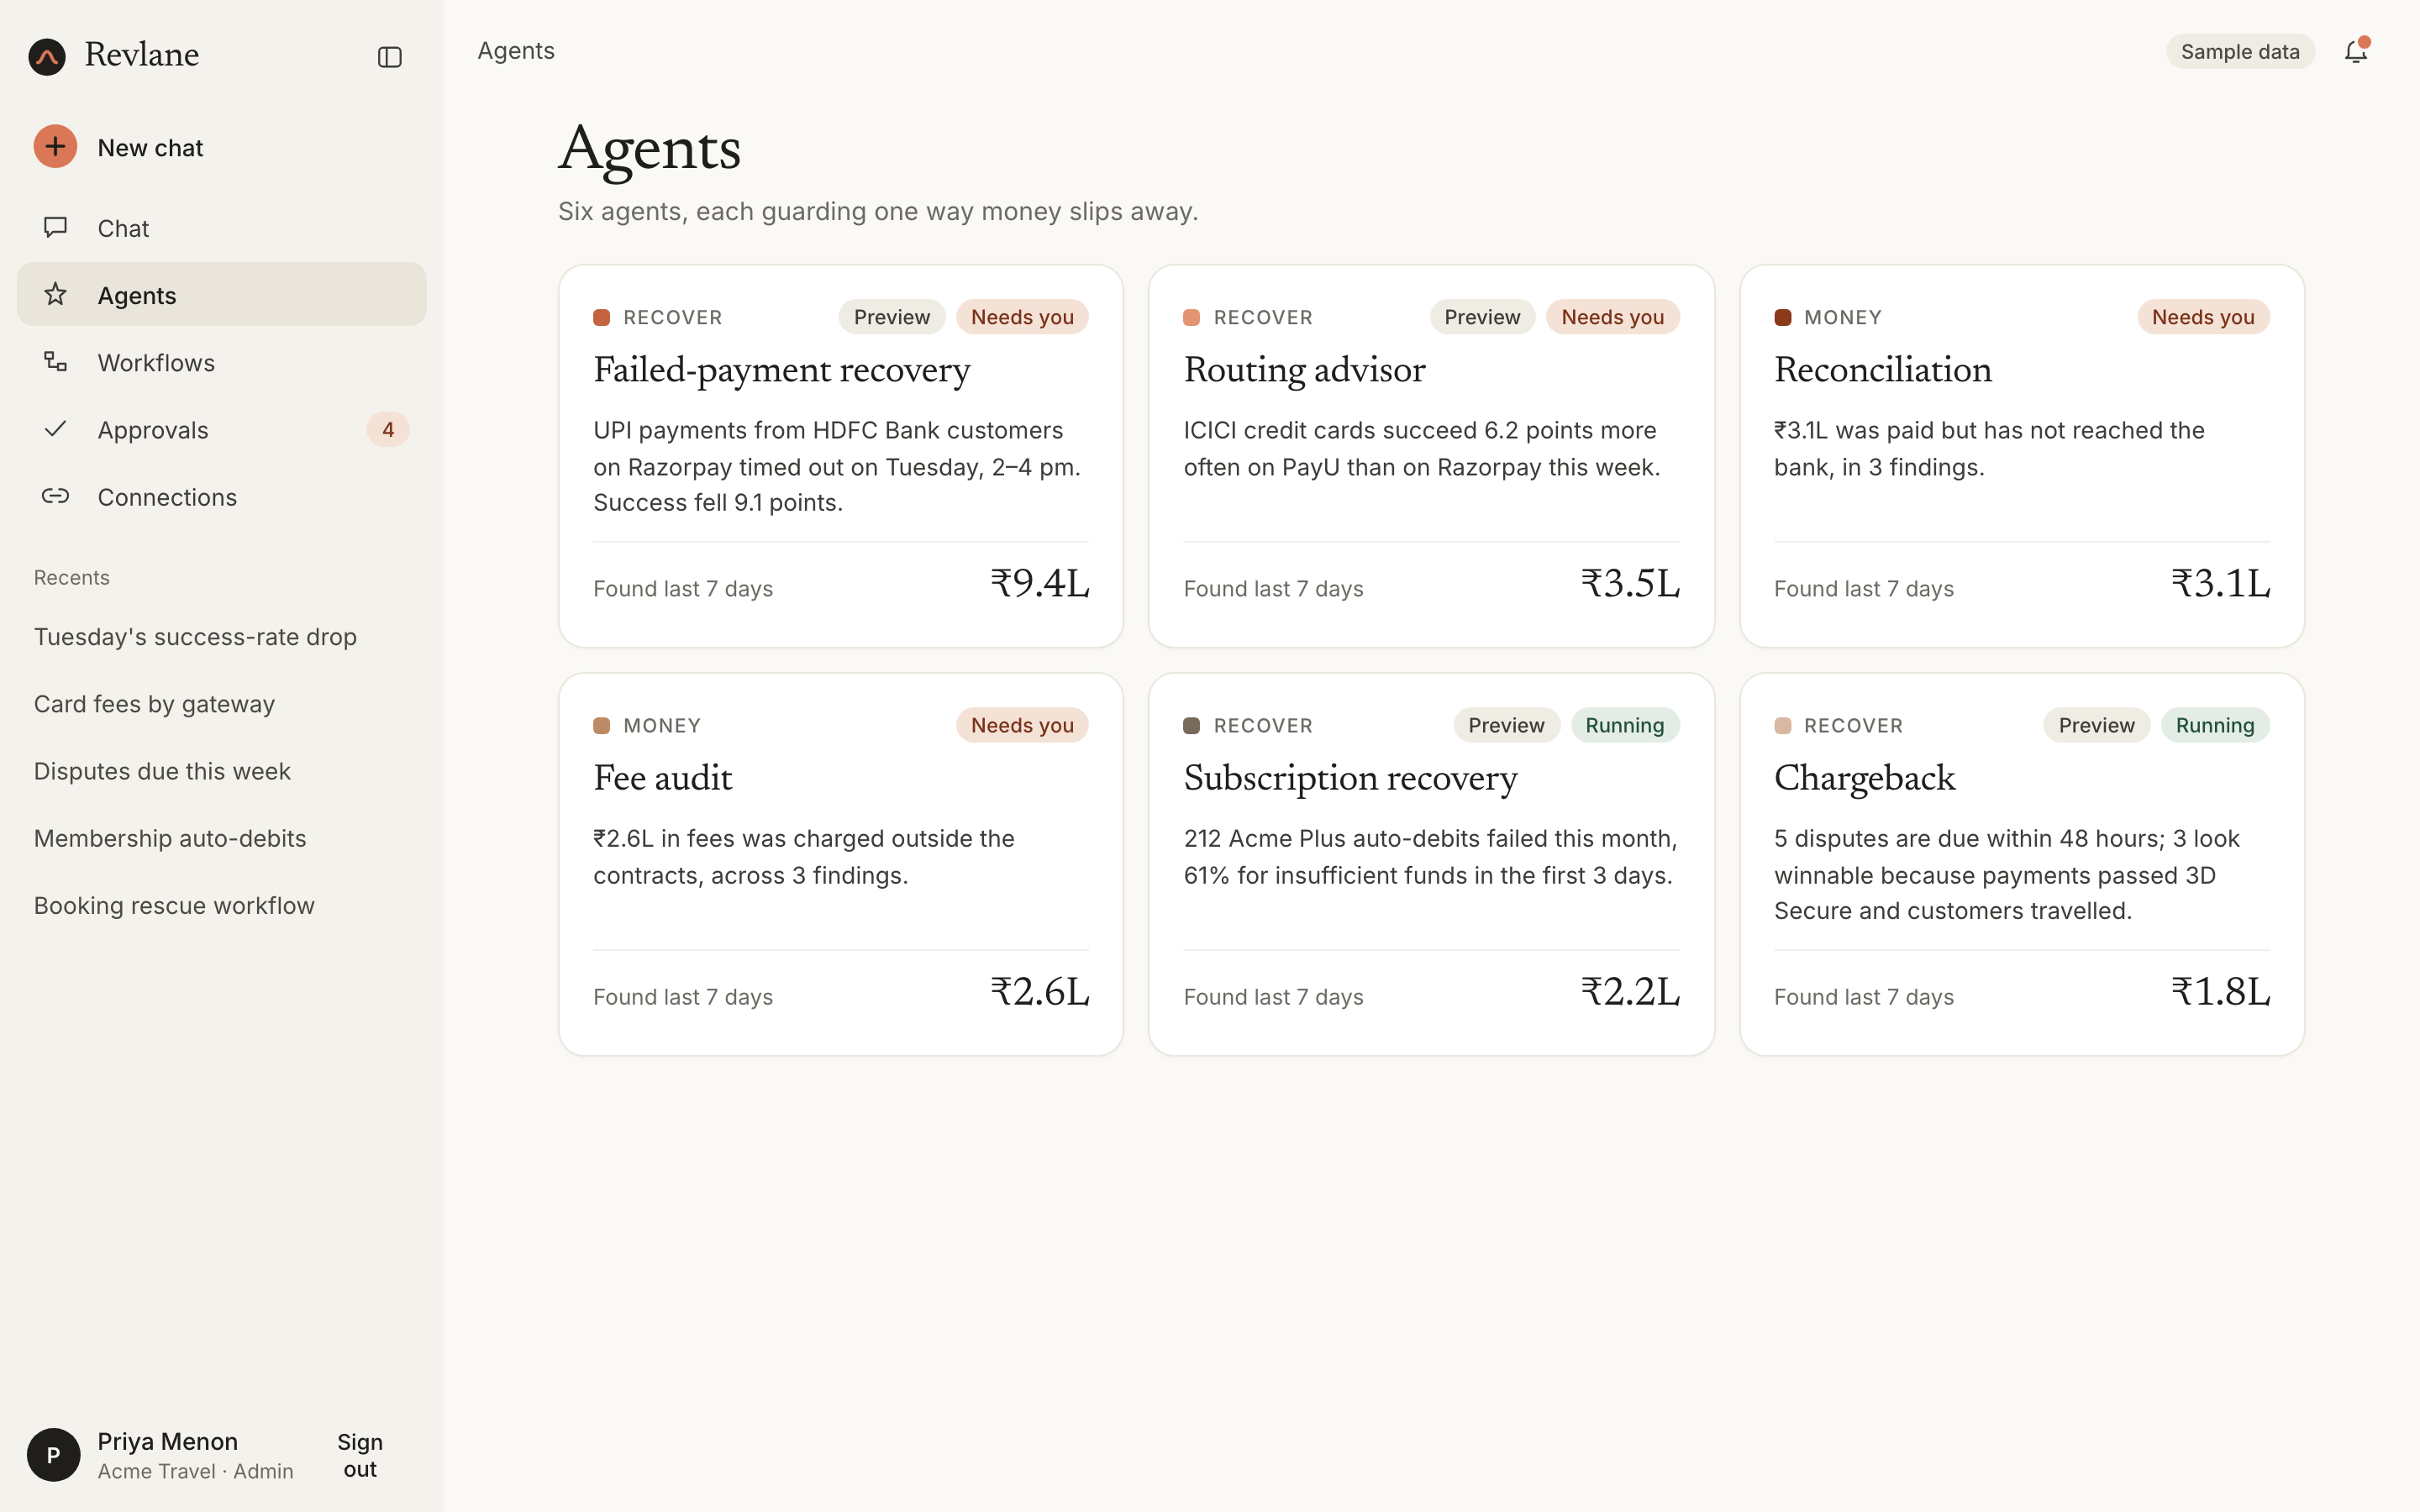 Revlane
New chat
Chat
Agents
Workflows
Approvals 4
Connections
Recents
Tuesday's success-rate drop
Card fees by gateway
Disputes due this week
Membership auto-debits
Booking rescue workflow
P
Priya Menon
Acme Travel · Admin
Sign
out
Agents
Sample data
Agents
Six agents, each guarding one way money slips away.
RECOVER Preview Needs you
Failed-payment recovery
UPI payments from HDFC Bank customers
on Razorpay timed out on Tuesday, 2–4 pm.
Success fell 9.1 points.
Found last 7 days ₹9.4L
RECOVER Preview Needs you
Routing advisor
ICICI credit cards succeed 6.2 points more
often on PayU than on Razorpay this week.
Found last 7 days ₹3.5L
MONEY Needs you
Reconciliation
₹3.1L was paid but has not reached the
bank, in 3 findings.
Found last 7 days ₹3.1L
MONEY Needs you
Fee audit
₹2.6L in fees was charged outside the
contracts, across 3 findings.
Found last 7 days ₹2.6L
RECOVER Preview Running
Subscription recovery
212 Acme Plus auto-debits failed this month,
61% for insufficient funds in the first 3 days.
Found last 7 days ₹2.2L
RECOVER Preview Running
Chargeback
5 disputes are due within 48 hours; 3 look
winnable because payments passed 3D
Secure and customers travelled.
Found last 7 days ₹1.8L